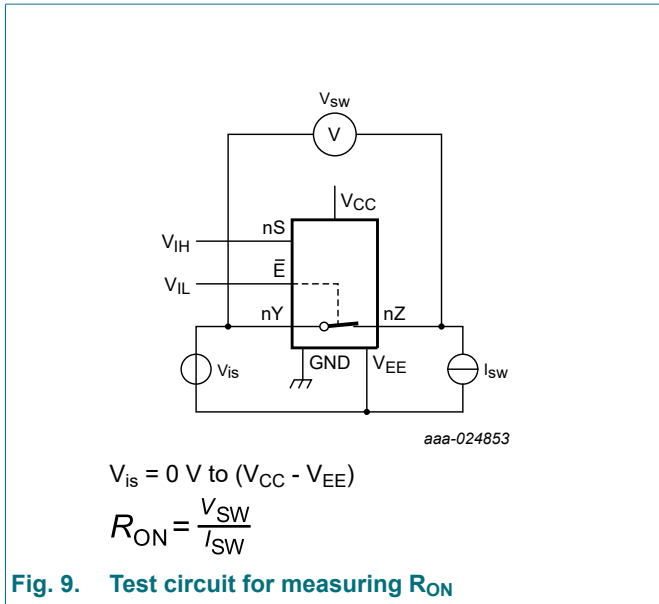 Vsw
V
VCC
nS
VIH
E̅
VIL
nY
nZ
GND
VEE
Vis
Isw
aaa-024853
Vis = 0 V to (VCC - VEE)
RON = VSW / ISW
Fig. 9. Test circuit for measuring RON